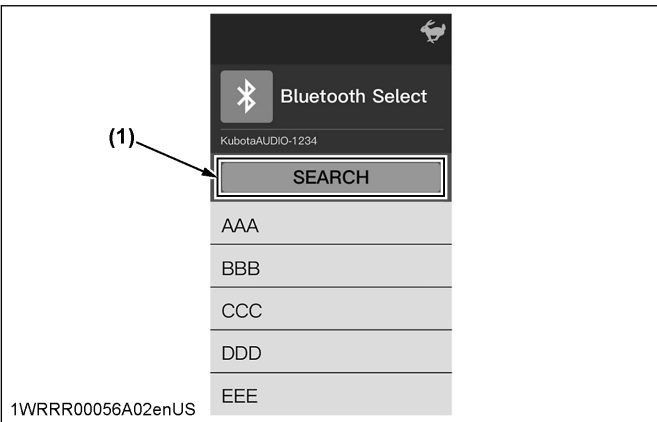 Bluetooth Select
KubotaAUDIO-1234
(1)
SEARCH
AAA
BBB
CCC
DDD
EEE
1WRRR00056A02enUS